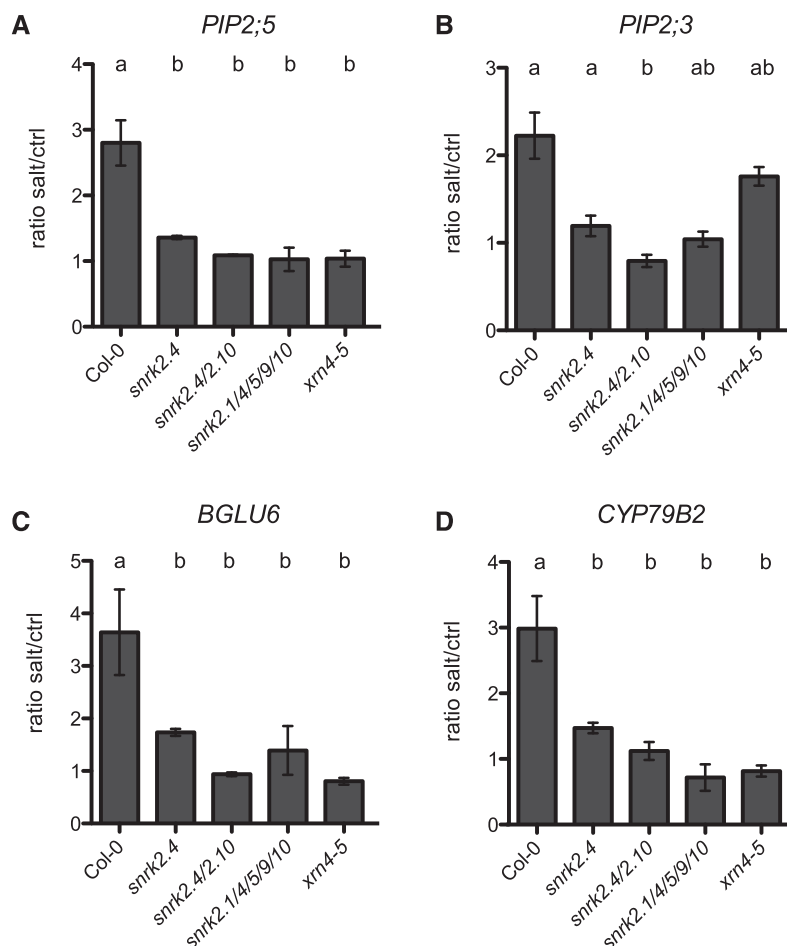 A
PIP2;5
ratio salt/ctrl
4
3
2
1
0
a b b b b
Col-0
snrk2.4
snrk2.4/2.10
snrk2.1/4/5/9/10
xrn4-5
B
PIP2;3
ratio salt/ctrl
3
2
1
0
a a b ab ab
Col-0
snrk2.4
snrk2.4/2.10
snrk2.1/4/5/9/10
xrn4-5
C
BGLU6
ratio salt/ctrl
5
4
3
2
1
0
a b b b b
Col-0
snrk2.4
snrk2.4/2.10
snrk2.1/4/5/9/10
xrn4-5
D
CYP79B2
ratio salt/ctrl
4
3
2
1
0
a b b b b
Col-0
snrk2.4
snrk2.4/2.10
snrk2.1/4/5/9/10
xrn4-5